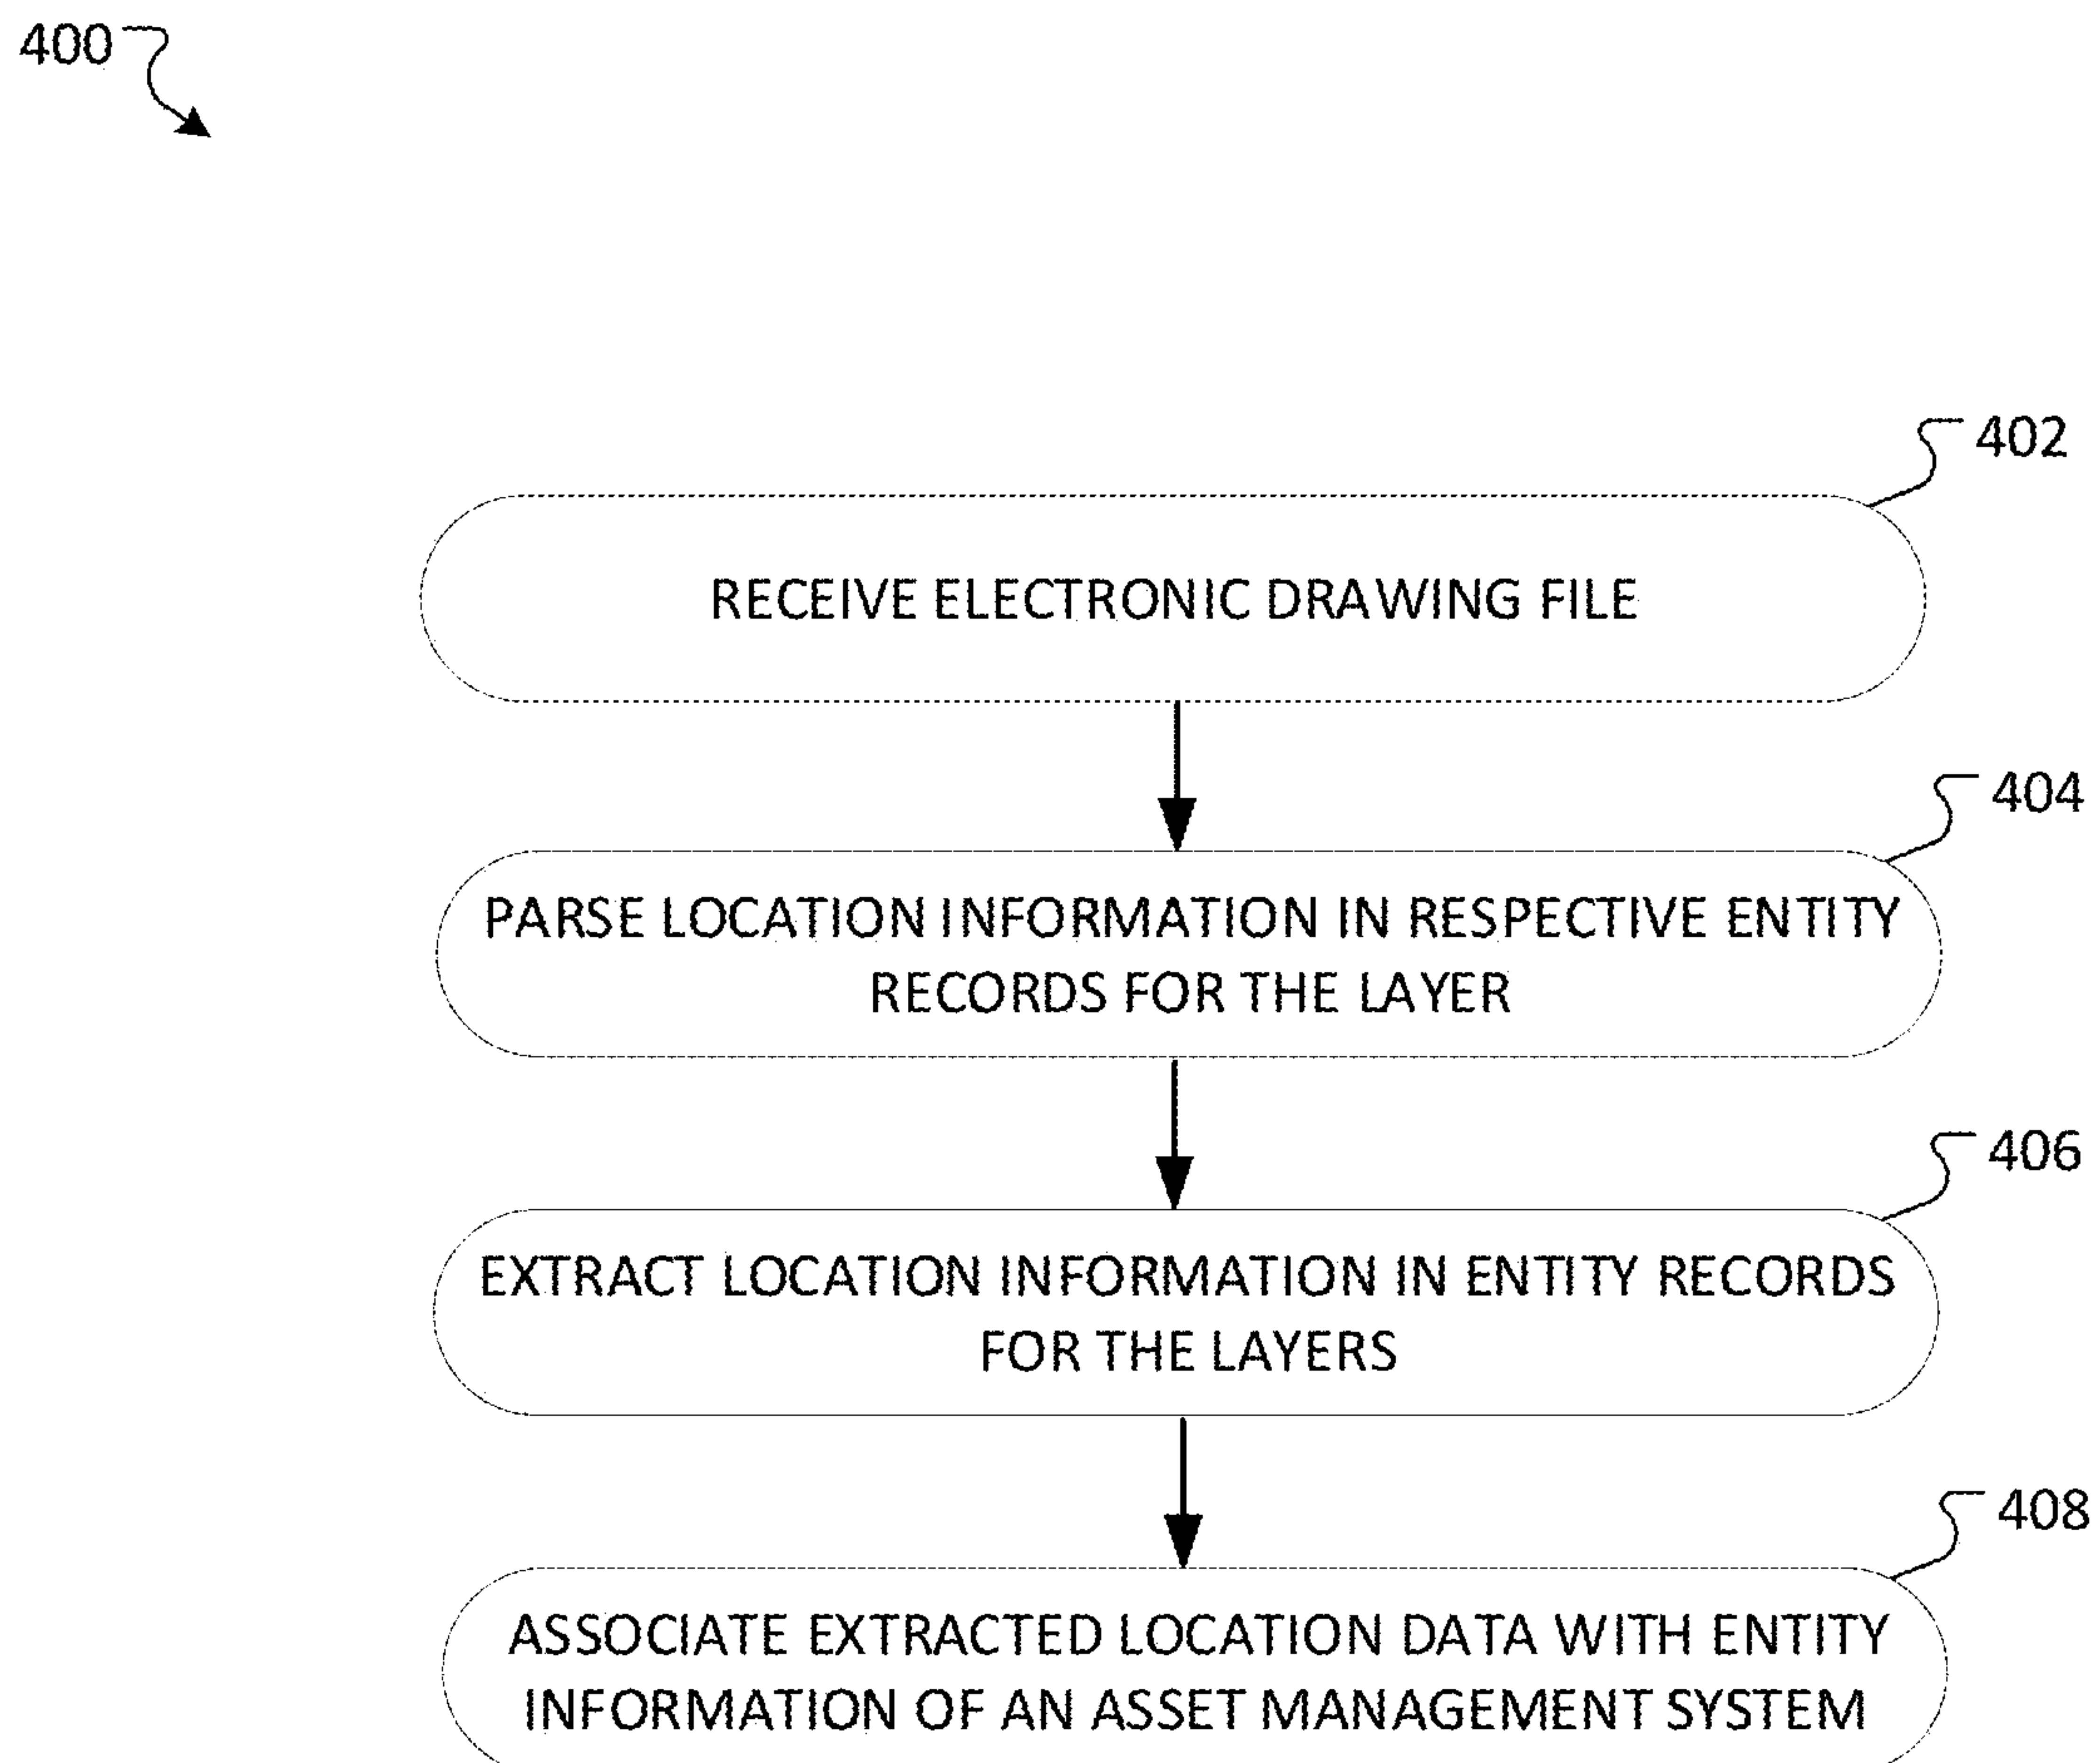 400
402
RECEIVE ELECTRONIC DRAWING FILE
404
PARSE LOCATION INFORMATION IN RESPECTIVE ENTITY
RECORDS FOR THE LAYER
406
EXTRACT LOCATION INFORMATION IN ENTITY RECORDS
FOR THE LAYERS
408
ASSOCIATE EXTRACTED LOCATION DATA WITH ENTITY
INFORMATION OF AN ASSET MANAGEMENT SYSTEM